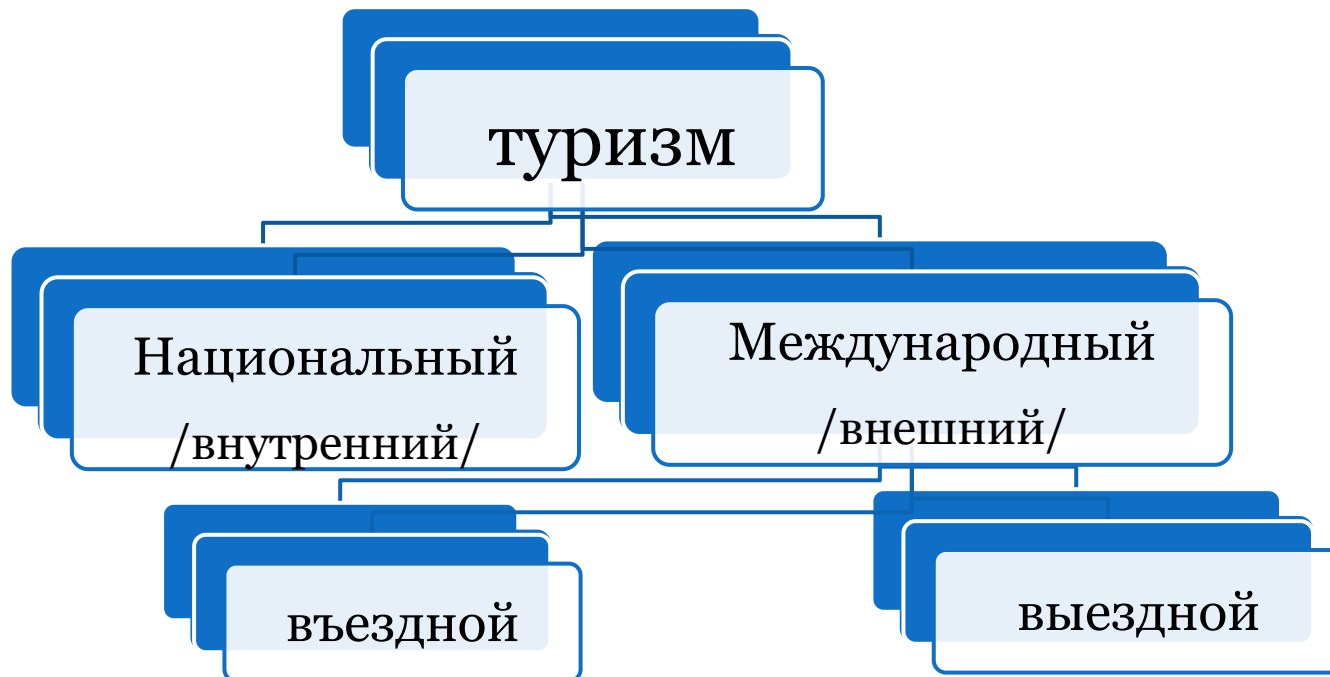 туризм
Национальный
/внутренний/
Международный
/внешний/
въездной
выездной